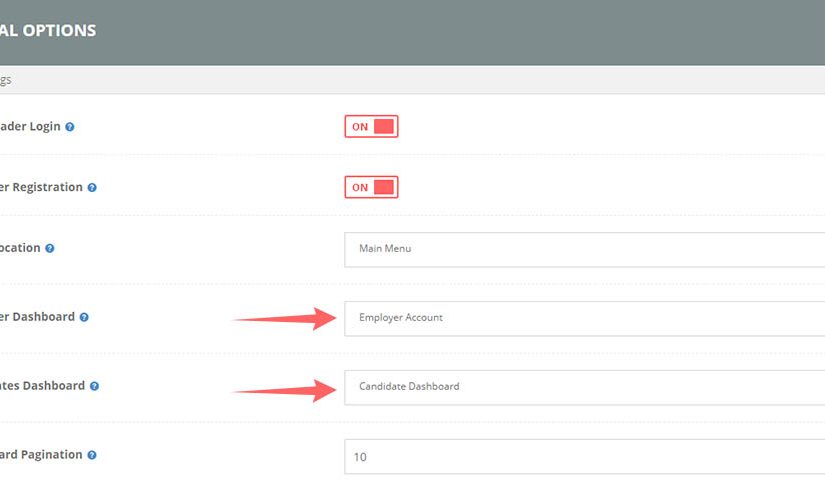 AL OPTIONS
gs
ader Login
ON
er Registration
ON
ocation
Main Menu
er Dashboard
Employer Account
ates Dashboard
Candidate Dashboard
ard Pagination
10